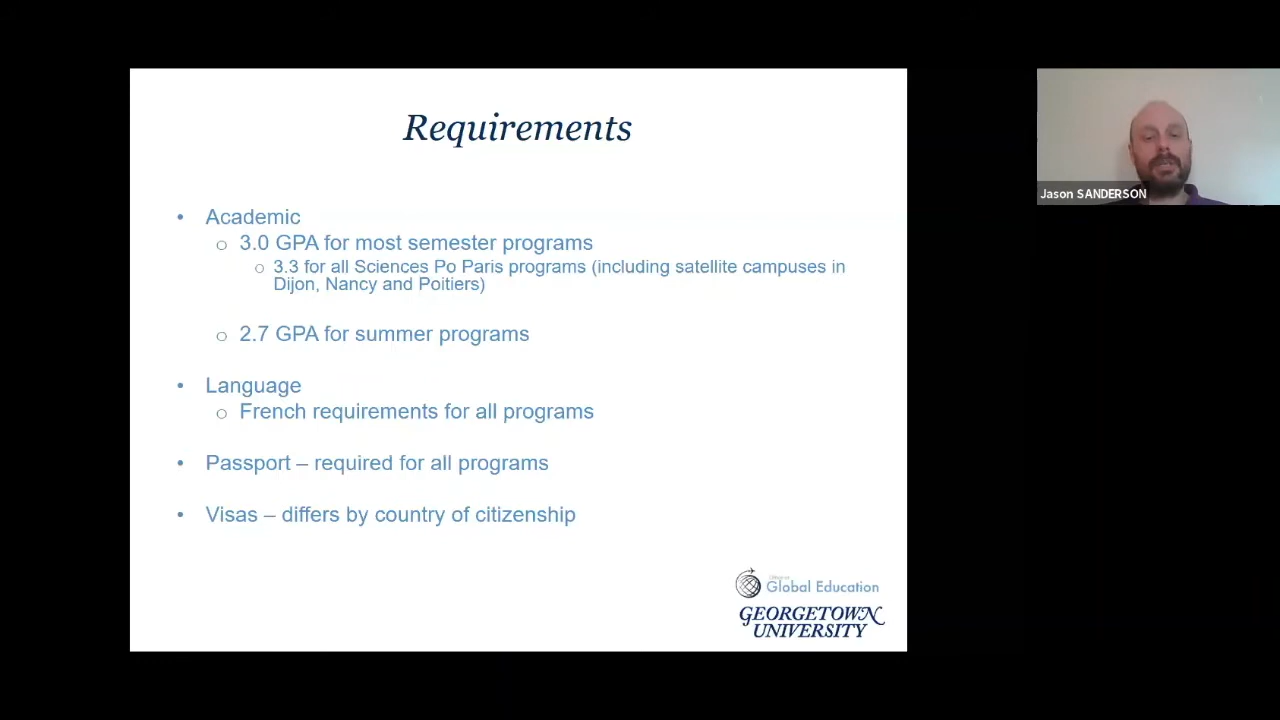 Requirements
• Academic
○ 3.0 GPA for most semester programs
○ 3.3 for all Sciences Po Paris programs (including satellite campuses in
Dijon, Nancy and Poitiers)
○ 2.7 GPA for summer programs
• Language
○ French requirements for all programs
• Passport – required for all programs
• Visas – differs by country of citizenship
Global Education
GEORGETOWN
UNIVERSITY
Jason SANDERSON